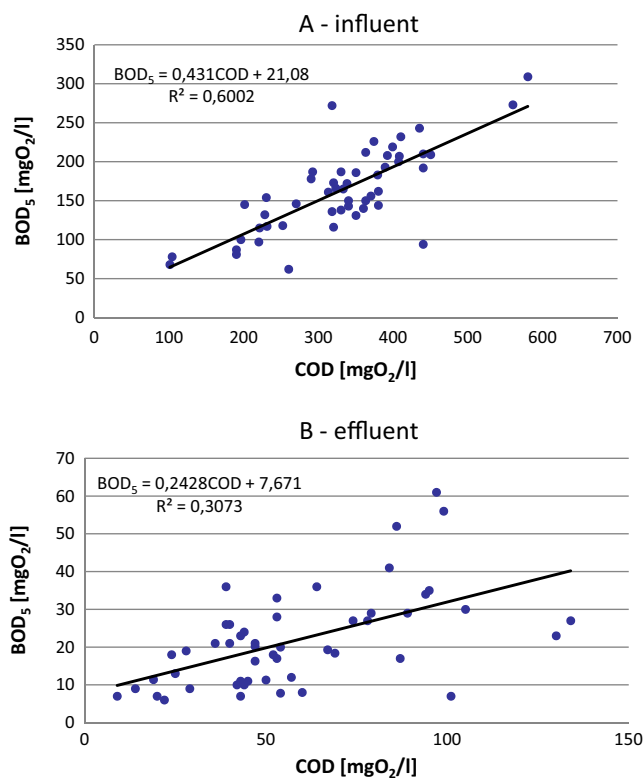 A - influent
BOD₅ = 0,431COD + 21,08
R² = 0,6002
350
300
250
200
150
100
50
0
BOD₅ [mgO₂/l]
0 100 200 300 400 500 600 700
COD [mgO₂/l]
B - effluent
BOD₅ = 0,2428COD + 7,671
R² = 0,3073
70
60
50
40
30
20
10
0
BOD₅ [mgO₂/l]
0 50 100 150
COD [mgO₂/l]